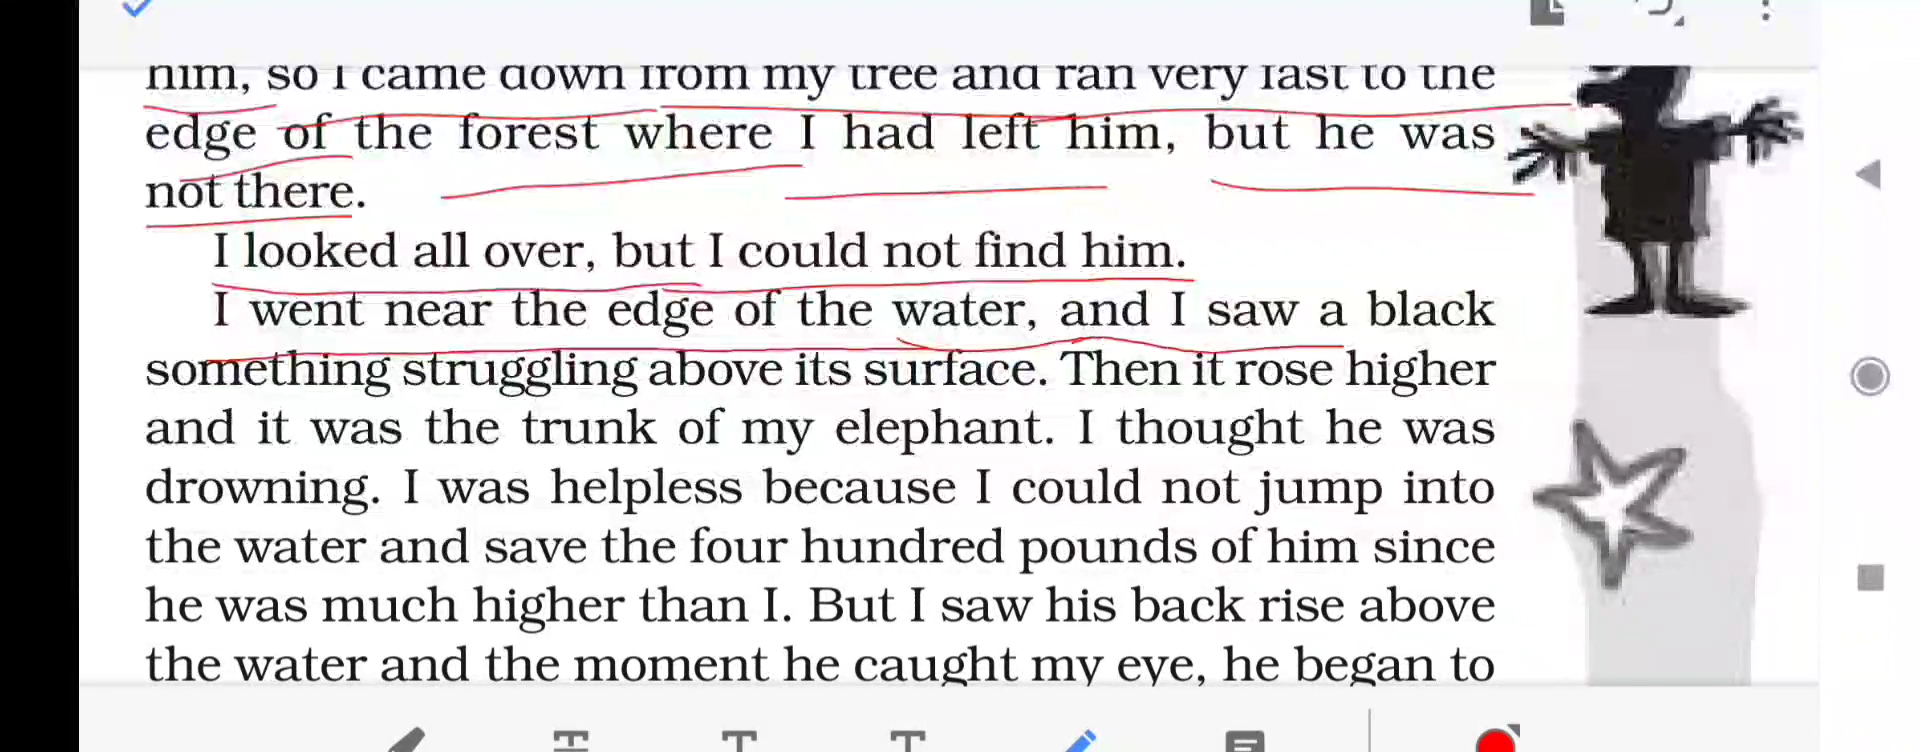 him, so I came down from my tree and ran very fast to the
edge of the forest where I had left him, but he was
not there.
I looked all over, but I could not find him.
I went near the edge of the water, and I saw a black
something struggling above its surface. Then it rose higher
and it was the trunk of my elephant. I thought he was
drowning. I was helpless because I could not jump into
the water and save the four hundred pounds of him since
he was much higher than I. But I saw his back rise above
the water and the moment he caught my eye, he began to